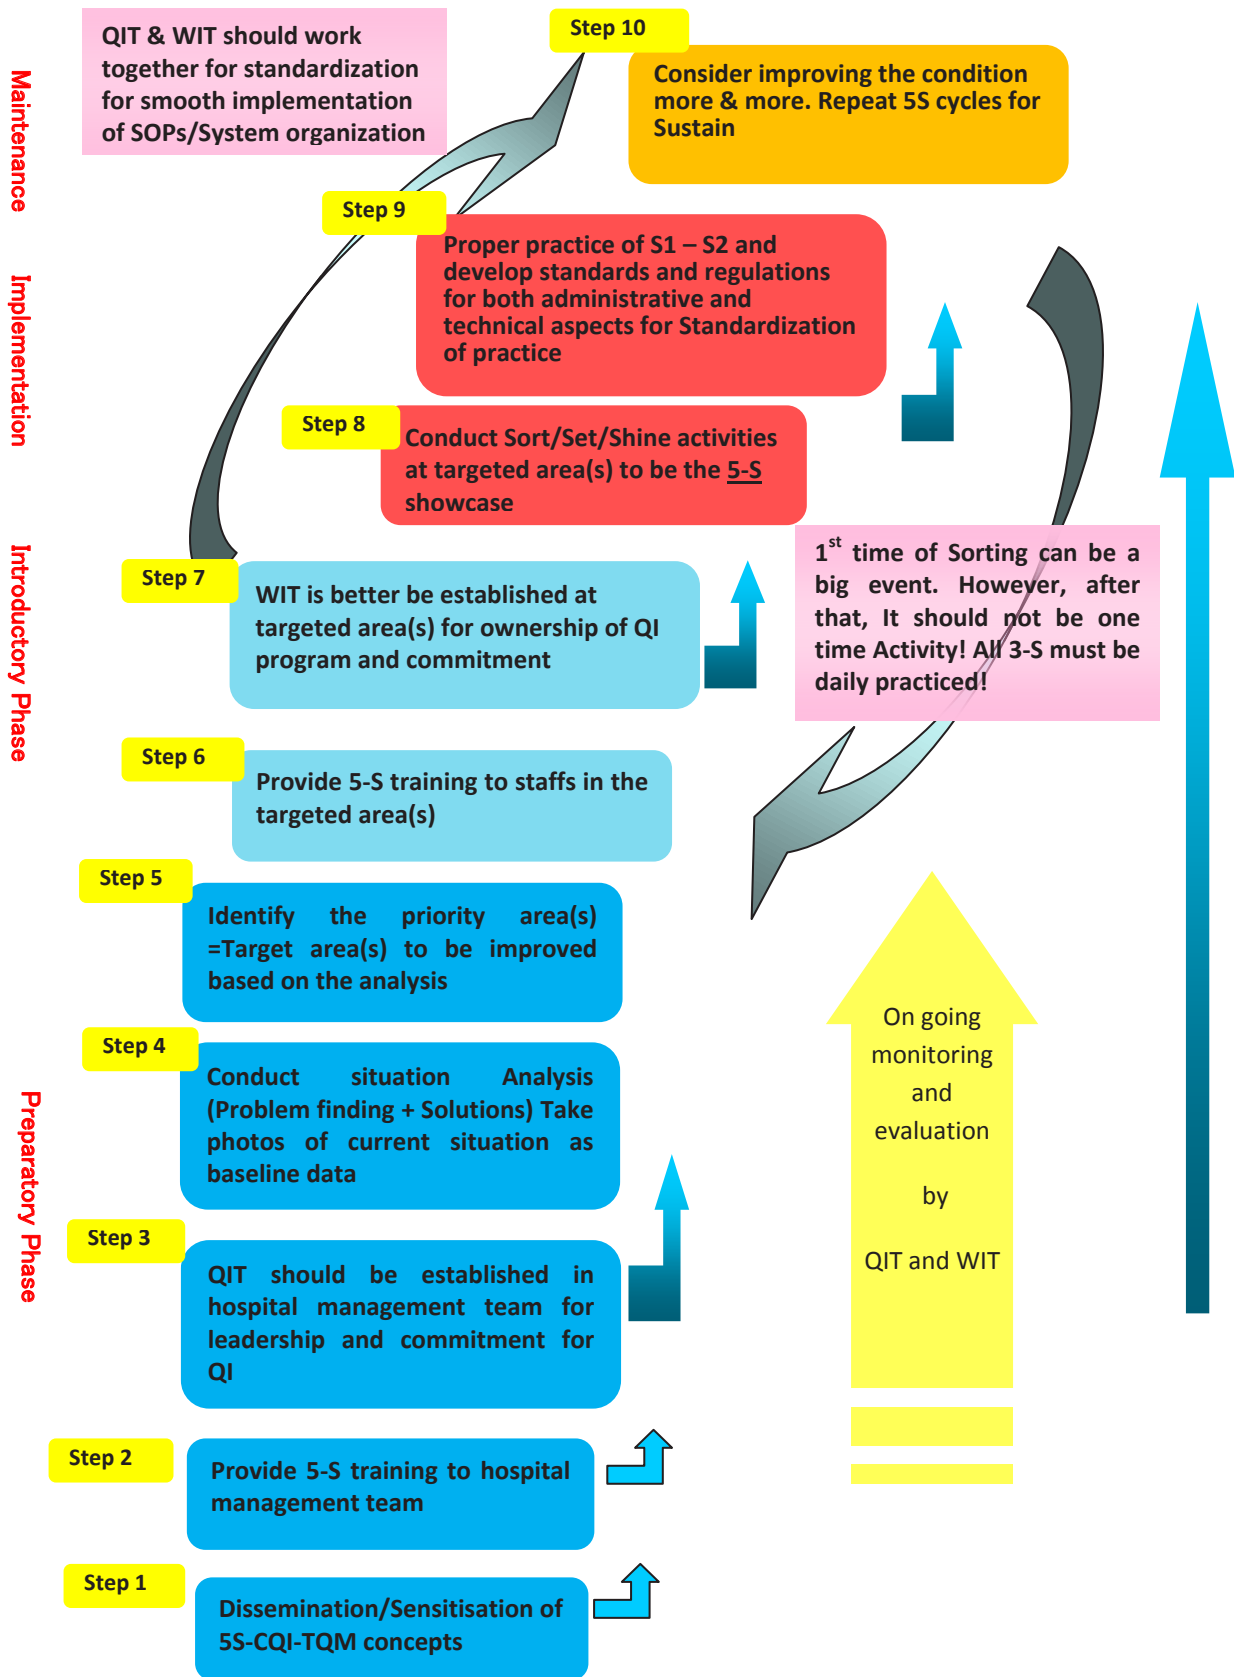 QIT & WIT should work
together for standardization
for smooth implementation
of SOPs/System organization
Step 10
Consider improving the condition
more & more. Repeat 5S cycles for
Sustain
Maintenance
Step 9
Proper practice of S1 – S2 and
develop standards and regulations
for both administrative and
technical aspects for Standardization
of practice
Implementation
Step 8
Conduct Sort/Set/Shine activities
at targeted area(s) to be the 5-S
showcase
1st time of Sorting can be a
big event. However, after
that, It should not be one
time Activity! All 3-S must be
daily practiced!
Introductory Phase
Step 7
WIT is better be established at
targeted area(s) for ownership of QI
program and commitment
Step 6
Provide 5-S training to staffs in the
targeted area(s)
Step 5
Identify the priority area(s)
=Target area(s) to be improved
based on the analysis
Step 4
Conduct situation Analysis
(Problem finding + Solutions) Take
photos of current situation as
baseline data
On going
monitoring
and
evaluation
by
QIT and WIT
Preparatory Phase
Step 3
QIT should be established in
hospital management team for
leadership and commitment for
QI
Step 2
Provide 5-S training to hospital
management team
Step 1
Dissemination/Sensitisation of
5S-CQI-TQM concepts